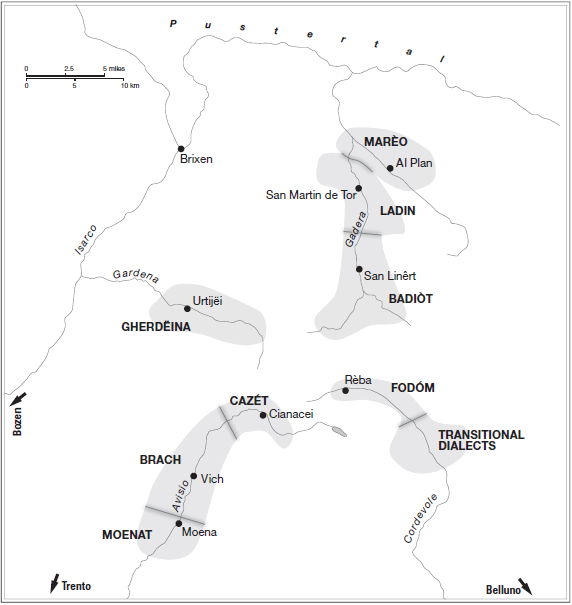 Pustertal
0 2.5 5 miles
0 5 10 km
MARÈO
Brixen
Al Plan
San Martin de Tor
LADIN
Gadera
Isarco
Gardena
San Linêrt
Urtijëi
BADIÒT
GHERDËINA
Rèba
FODÓM
Bozen
CAZÉT
Cianacei
TRANSITIONAL
DIALECTS
BRACH
Vich
Avisio
Cordevole
MOENAT
Moena
Trento
Belluno